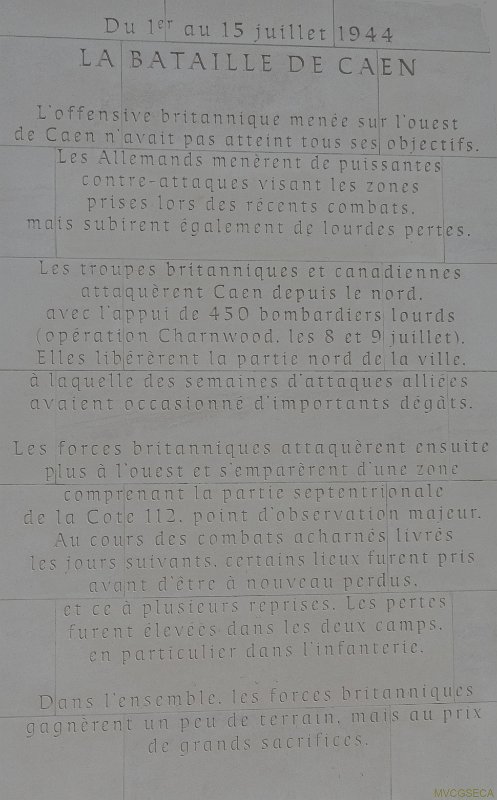 Du 1er au 15 juillet 1944
LA BATAILLE DE CAEN
L'offensive britannique menée sur l'ouest
de Caen n'avait pas atteint tous ses objectifs.
Les Allemands menèrent de puissantes
contre-attaques visant les zones
prises lors des récents combats,
mais subirent également de lourdes pertes.
Les troupes britanniques et canadiennes
attaquèrent Caen depuis le nord,
avec l'appui de 450 bombardiers lourds
(opération Charnwood, les 8 et 9 juillet).
Elles libérèrent la partie nord de la ville,
à laquelle des semaines d'attaques alliées
avaient occasionné d'importants dégâts.
Les forces britanniques attaquèrent ensuite
plus à l'ouest et s'emparèrent d'une zone
comprenant la partie septentrionale
de la Cote 112, point d'observation majeur.
Au cours des combats acharnés livrés
les jours suivants, certains lieux furent pris
avant d'être à nouveau perdus,
et ce à plusieurs reprises. Les pertes
furent élevées dans les deux camps,
en particulier dans l'infanterie.
Dans l'ensemble, les forces britanniques
gagnèrent un peu de terrain, mais au prix
de grands sacrifices.
MVCGSECA